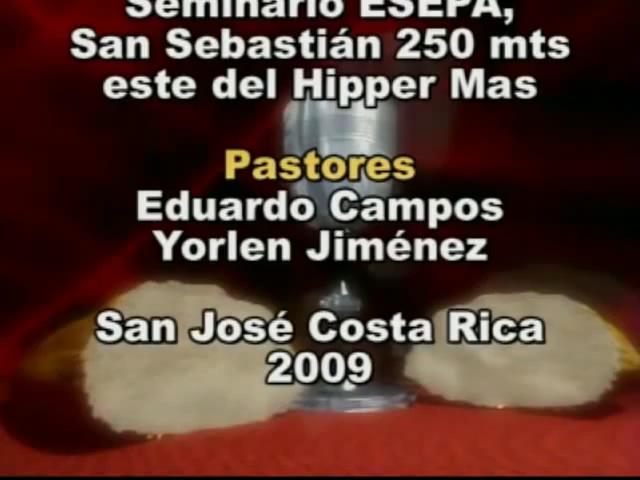 Seminario ESEPA,
San Sebastián 250 mts
este del Hipper Mas
Pastores
Eduardo Campos
Yorlen Jiménez
San José Costa Rica
2009